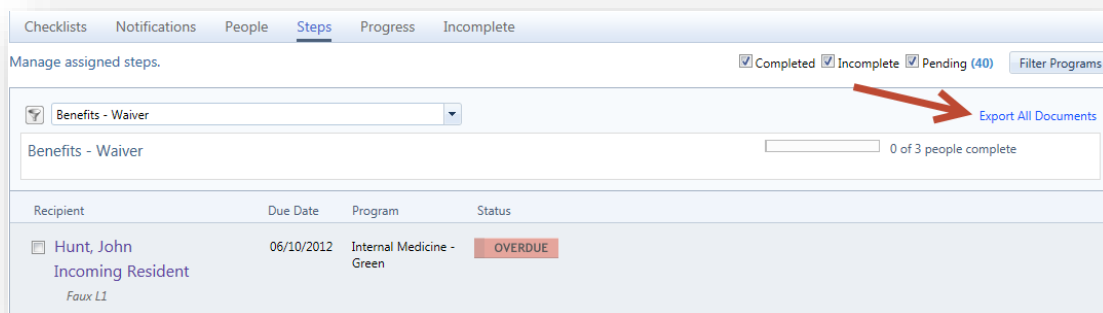 Checklists Notifications People Steps Progress Incomplete
Manage assigned steps.
Completed Incomplete Pending (40) Filter Programs
Benefits - Waiver
Export All Documents
Benefits - Waiver
0 of 3 people complete
Recipient Due Date Program Status
Hunt, John 06/10/2012 Internal Medicine - OVERDUE
Green
Incoming Resident
Faux L1